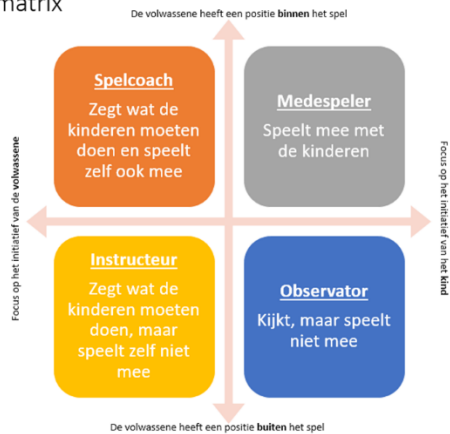 matrix
De volwassene heeft een positie binnen het spel
Spelcoach
Zegt wat de
kinderen moeten
doen en speelt
zelf ook mee
Medespeler
Speelt mee met
de kinderen
Focus op het initiatief van de volwassene
Focus op het initiatief van het kind
Instructeur
Zegt wat de
kinderen moeten
doen, maar
speelt zelf niet
mee
Observator
Kijkt, maar speelt
niet mee
De volwassene heeft een positie buiten het spel